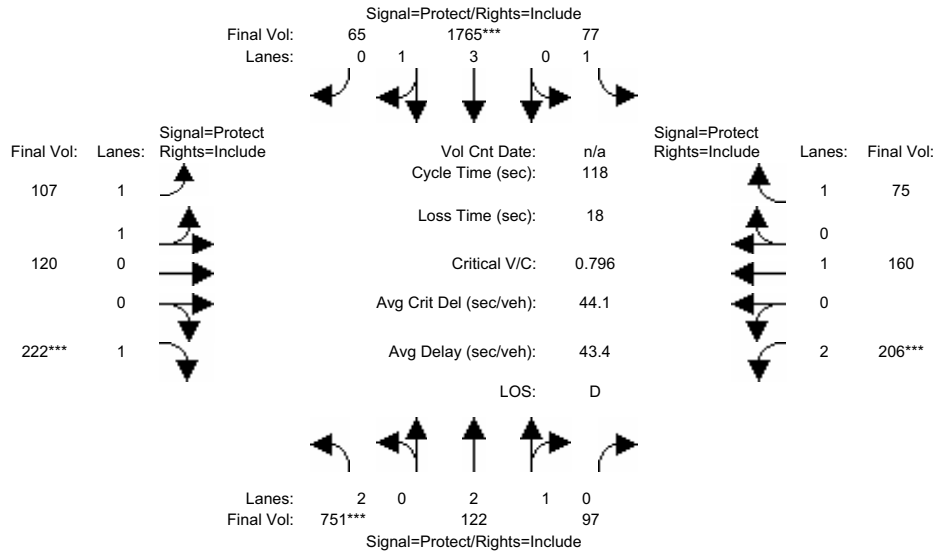 Signal=Protect/Rights=Include
Final Vol: 65 1765*** 77
Lanes: 0 1 3 0 1
Signal=Protect
Final Vol: Lanes: Rights=Include
Vol Cnt Date: n/a
Signal=Protect
Rights=Include Lanes: Final Vol:
Cycle Time (sec): 118
107 1
1 75
Loss Time (sec): 18
1
0
120 0
Critical V/C: 0.796
1 160
0
Avg Crit Del (sec/veh): 44.1
0
222*** 1
Avg Delay (sec/veh): 43.4
2 206***
LOS: D
Lanes: 2 0 2 1 0
Final Vol: 751*** 122 97
Signal=Protect/Rights=Include